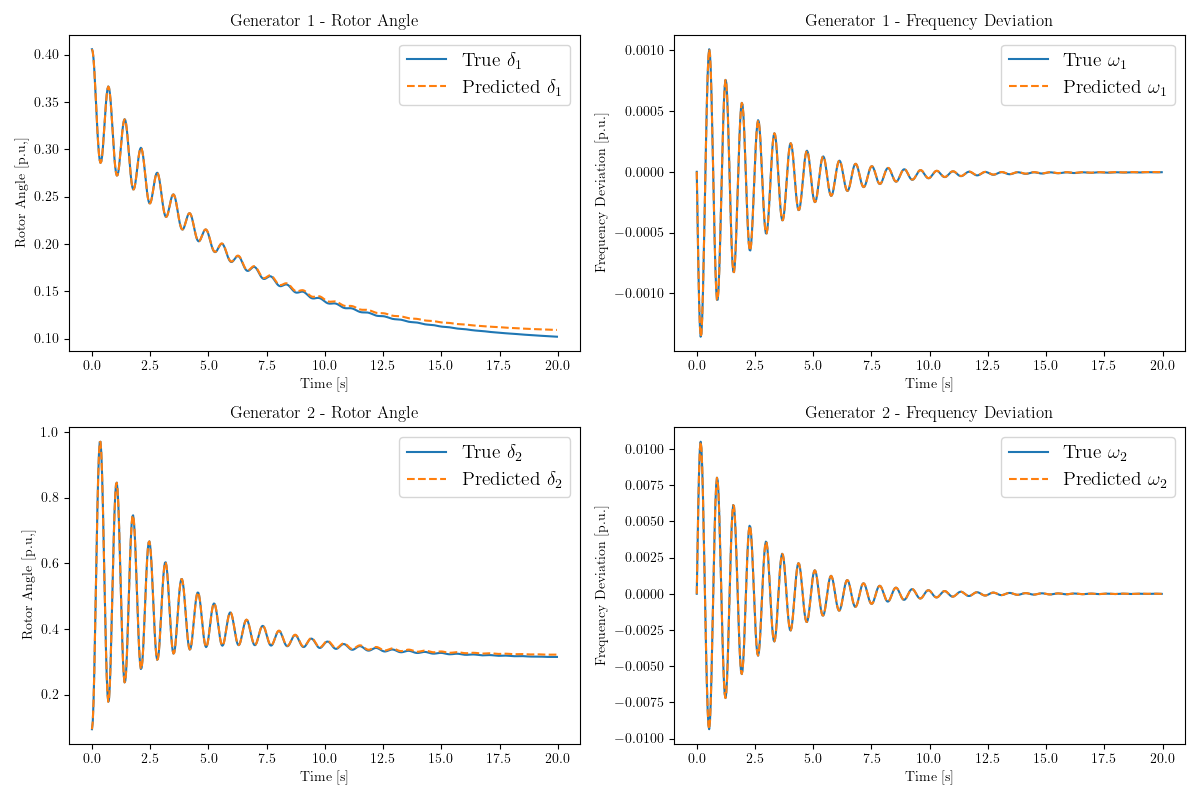 Generator 1 - Rotor Angle
Rotor Angle [p.u,]
0.40
0.35
0.30
0.25
0.20
0.15
0.10
True δ1
Predicted δ1
0.0 2.5 5.0 7.5 10.0 12.5 15.0 17.5 20.0
Time [s]
Generator 1 - Frequency Deviation
Frequency Deviation [p.u.]
0.0010
0.0005
0.0000
−0.0005
−0.0010
True ω1
Predicted ω1
0.0 2.5 5.0 7.5 10.0 12.5 15.0 17.5 20.0
Time [s]
Generator 2 - Rotor Angle
Rotor Angle [p.u,]
1.0
0.8
0.6
0.4
0.2
True δ2
Predicted δ2
0.0 2.5 5.0 7.5 10.0 12.5 15.0 17.5 20.0
Time [s]
Generator 2 - Frequency Deviation
Frequency Deviation [p.u.]
0.0100
0.0075
0.0050
0.0025
0.0000
−0.0025
−0.0050
−0.0075
−0.0100
True ω2
Predicted ω2
0.0 2.5 5.0 7.5 10.0 12.5 15.0 17.5 20.0
Time [s]